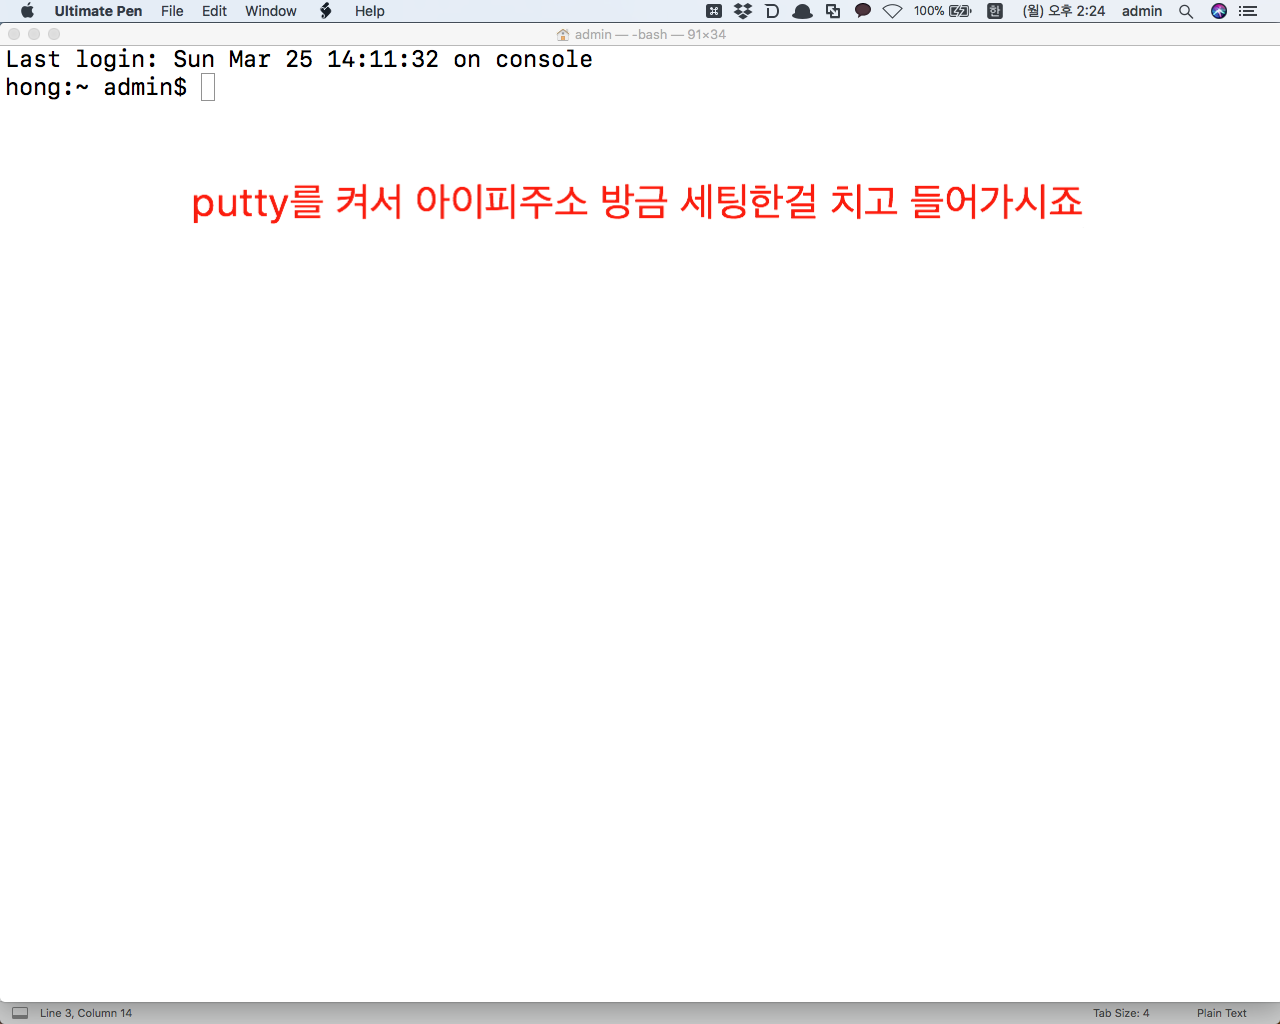 Ultimate Pen File Edit Window Help 100% 한 (월) 오후 2:24 admin
admin — -bash — 91×34
Last login: Sun Mar 25 14:11:32 on console
hong:~ admin$
putty를 켜서 아이피주소 방금 세팅한걸 치고 들어가시죠
Line 3, Column 14 Tab Size: 4 Plain Text